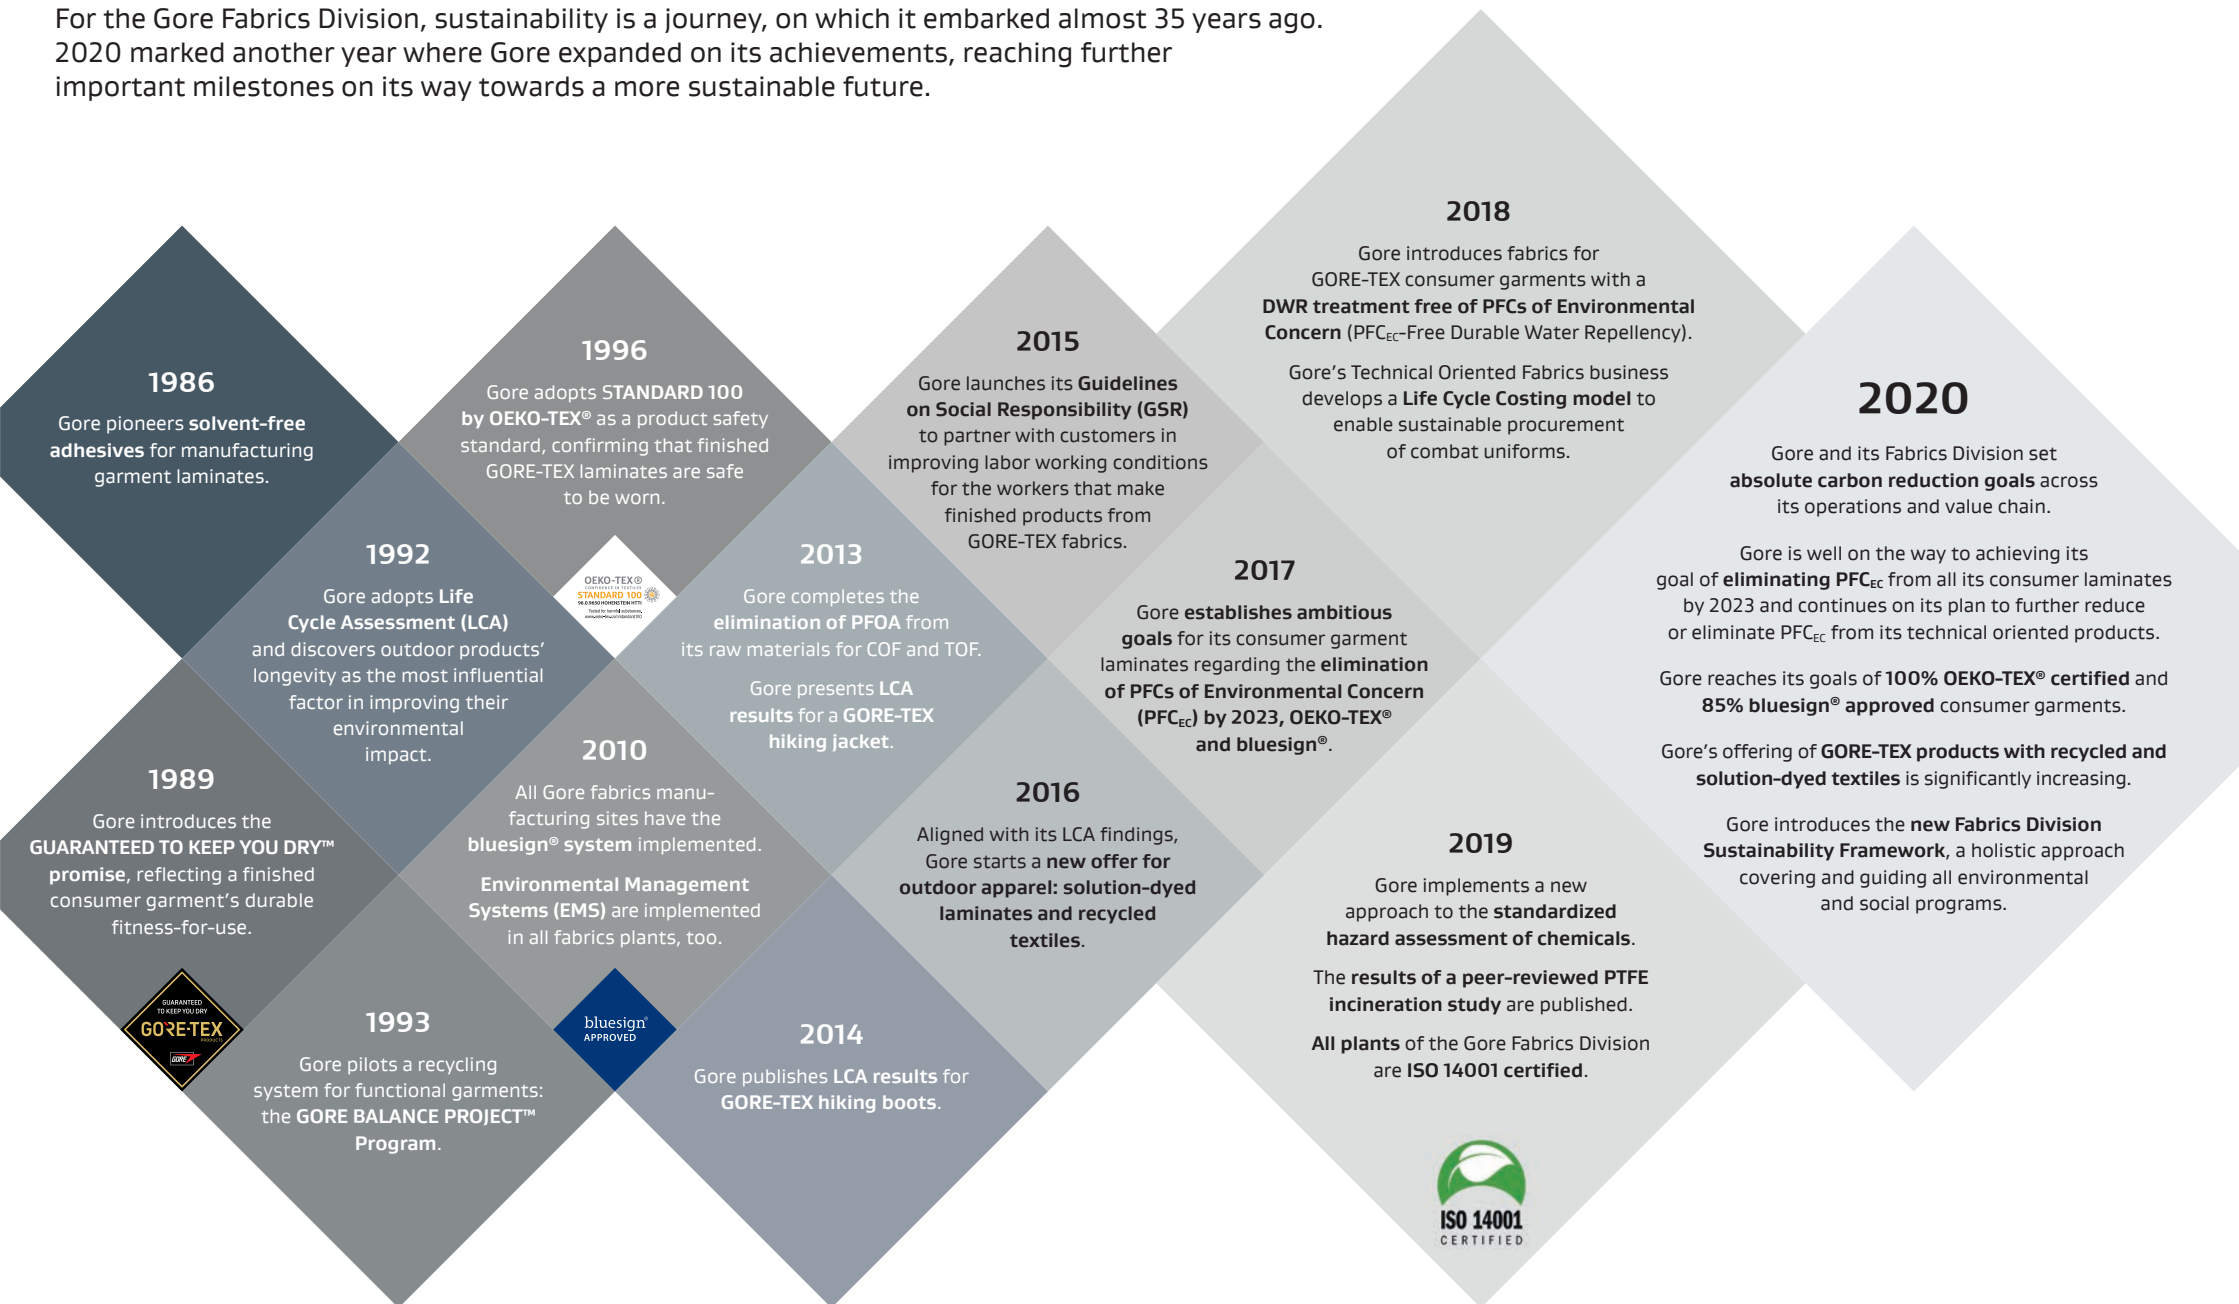 For the Gore Fabrics Division, sustainability is a journey, on which it embarked almost 35 years ago.
2020 marked another year where Gore expanded on its achievements, reaching further
important milestones on its way towards a more sustainable future.
1986
Gore pioneers solvent-free
adhesives for manufacturing
garment laminates.
1989
Gore introduces the
GUARANTEED TO KEEP YOU DRY™
promise, reflecting a finished
consumer garment's durable
fitness-for-use.
GUARANTEED
TO KEEP YOU DRY
GORE-TEX
PRODUCTS
GORE
1992
Gore adopts Life
Cycle Assessment (LCA)
and discovers outdoor products'
longevity as the most influential
factor in improving their
environmental
impact.
1993
Gore pilots a recycling
system for functional garments:
the GORE BALANCE PROJECT™
Program.
1996
Gore adopts STANDARD 100
by OEKO-TEX® as a product safety
standard, confirming that finished
GORE-TEX laminates are safe
to be worn.
OEKO-TEX®
CONFIDENCE IN TEXTILES
STANDARD 100
96.0.9650 HOHENSTEIN HTTI
Tested for harmful substances.
www.oeko-tex.com/standard100
2010
All Gore fabrics manu-
facturing sites have the
bluesign® system implemented.
Environmental Management
Systems (EMS) are implemented
in all fabrics plants, too.
bluesign®
APPROVED
2013
Gore completes the
elimination of PFOA from
its raw materials for COF and TOF.
Gore presents LCA
results for a GORE-TEX
hiking jacket.
2014
Gore publishes LCA results for
GORE-TEX hiking boots.
2015
Gore launches its Guidelines
on Social Responsibility (GSR)
to partner with customers in
improving labor working conditions
for the workers that make
finished products from
GORE-TEX fabrics.
2016
Aligned with its LCA findings,
Gore starts a new offer for
outdoor apparel: solution-dyed
laminates and recycled
textiles.
2017
Gore establishes ambitious
goals for its consumer garment
laminates regarding the elimination
of PFCs of Environmental Concern
(PFCEC) by 2023, OEKO-TEX®
and bluesign®.
2018
Gore introduces fabrics for
GORE-TEX consumer garments with a
DWR treatment free of PFCs of Environmental
Concern (PFCEC-Free Durable Water Repellency).
Gore's Technical Oriented Fabrics business
develops a Life Cycle Costing model to
enable sustainable procurement
of combat uniforms.
2019
Gore implements a new
approach to the standardized
hazard assessment of chemicals.
The results of a peer-reviewed PTFE
incineration study are published.
All plants of the Gore Fabrics Division
are ISO 14001 certified.
ISO 14001
CERTIFIED
2020
Gore and its Fabrics Division set
absolute carbon reduction goals across
its operations and value chain.
Gore is well on the way to achieving its
goal of eliminating PFCEC from all its consumer laminates
by 2023 and continues on its plan to further reduce
or eliminate PFCEC from its technical oriented products.
Gore reaches its goals of 100% OEKO-TEX® certified and
85% bluesign® approved consumer garments.
Gore's offering of GORE-TEX products with recycled and
solution-dyed textiles is significantly increasing.
Gore introduces the new Fabrics Division
Sustainability Framework, a holistic approach
covering and guiding all environmental
and social programs.